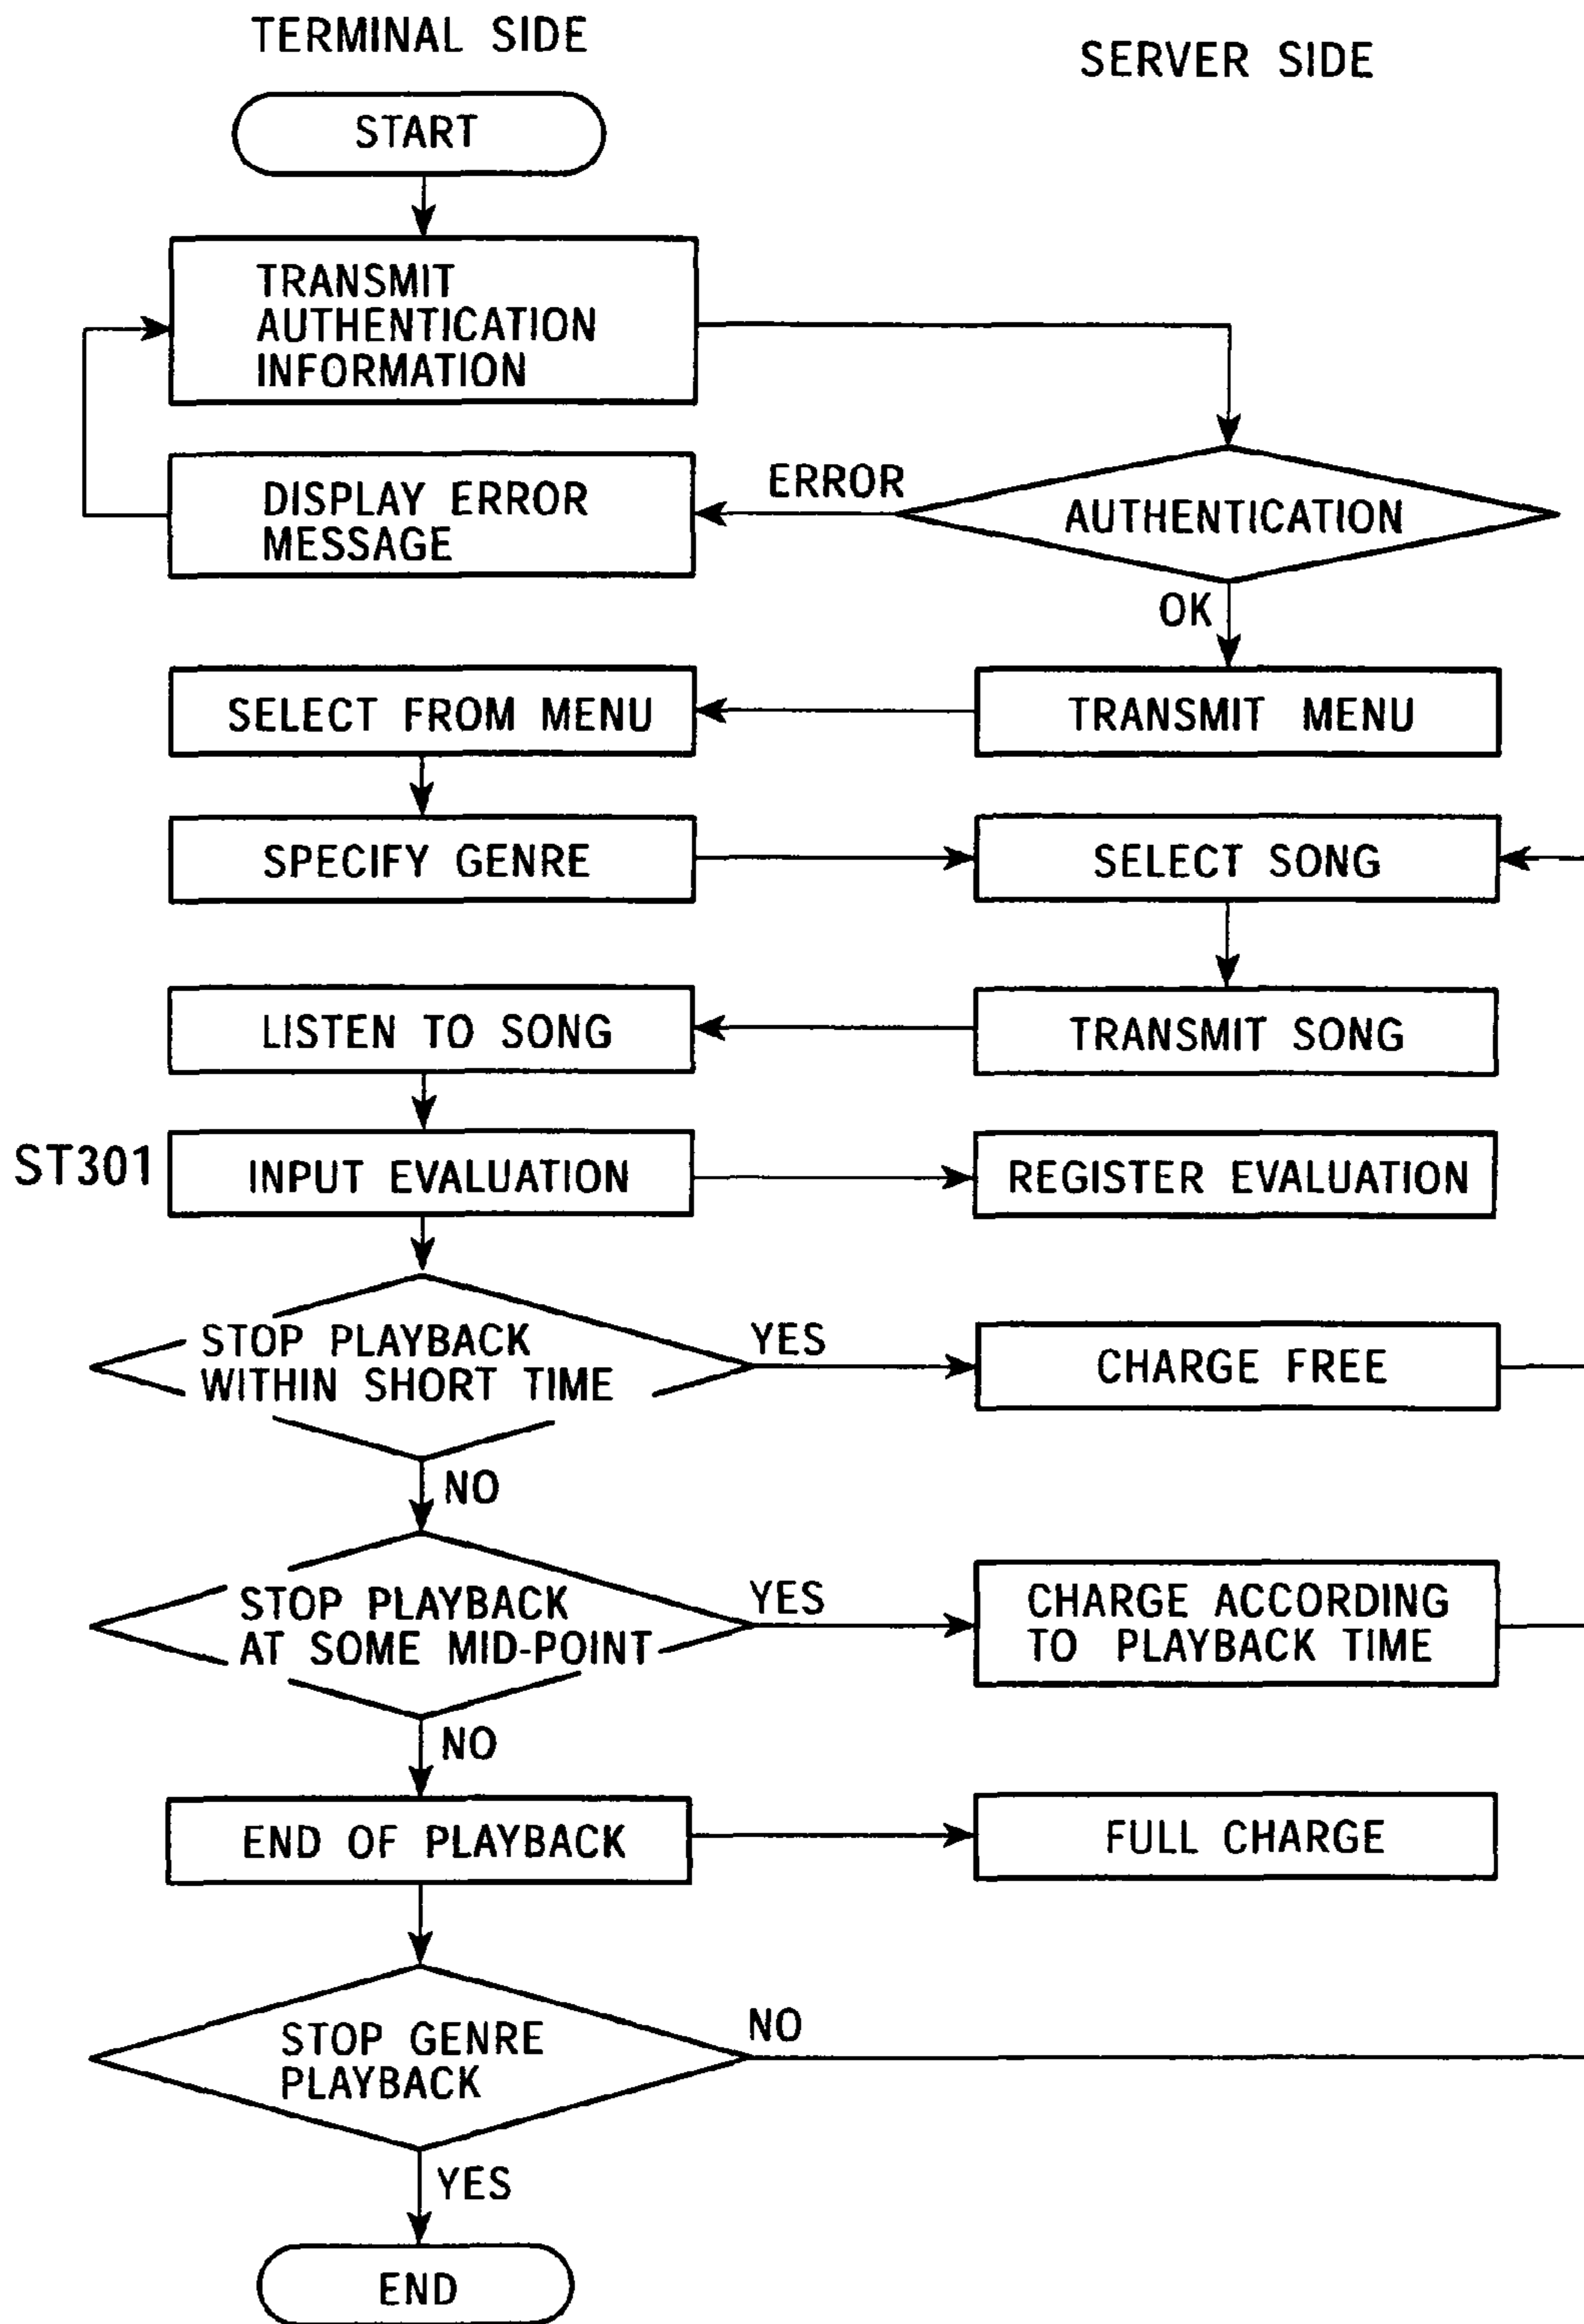 TERMINAL SIDE
SERVER SIDE
START
TRANSMIT
AUTHENTICATION
INFORMATION
DISPLAY ERROR
MESSAGE
ERROR
AUTHENTICATION
OK
SELECT FROM MENU
TRANSMIT MENU
SPECIFY GENRE
SELECT SONG
LISTEN TO SONG
TRANSMIT SONG
ST301
INPUT EVALUATION
REGISTER EVALUATION
STOP PLAYBACK
WITHIN SHORT TIME
YES
CHARGE FREE
NO
STOP PLAYBACK
AT SOME MID-POINT
YES
CHARGE ACCORDING
TO PLAYBACK TIME
NO
END OF PLAYBACK
FULL CHARGE
STOP GENRE
PLAYBACK
NO
YES
END